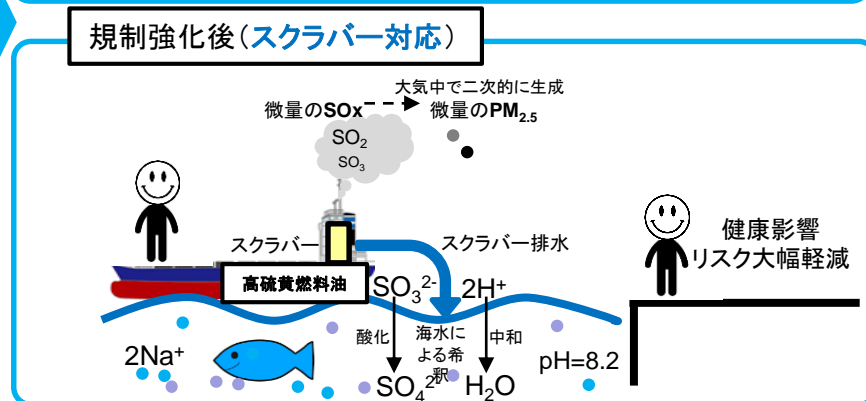 規制強化後（スクラバー対応）
大気中で二次的に生成
微量のSOx
微量のPM2.5
SO2
SO3
スクラバー
スクラバー排水
健康影響
リスク大幅軽減
高硫黄燃料油
SO32-
2H+
酸化
海水に
よる希
釈
中和
2Na+
pH=8.2
SO42-
H2O